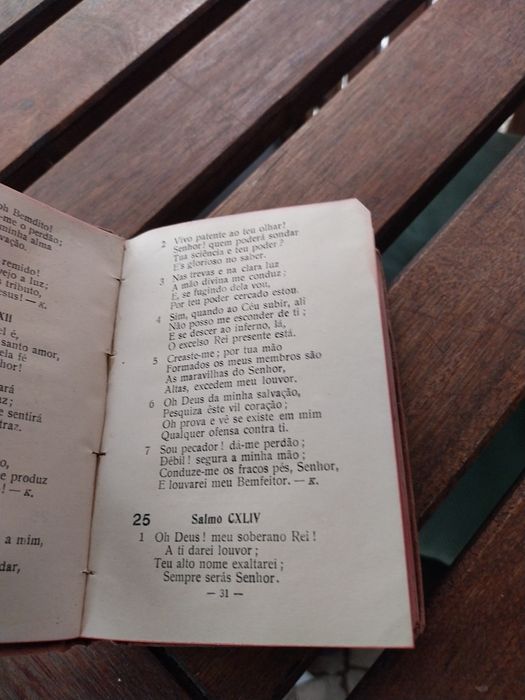 oh Bemdito!
-me o perdão;
minha alma
vação.
remido!
vejo a luz;
s tributo,
esus! — K.
XII
el é,
santo amor,
ela fé
hor!
ará
uz;
e sentirá
traz.
o,
e produz
! — K.
a a mim,
dar,
2 Vivo patente ao teu olhar!
Senhor! quem poderá sondar
Tua sciência e teu poder?
E's glorioso no saber.
3 Nas trevas e na clara luz
A mão divina me conduz;
E, se fugindo dela vou,
Por teu poder cercado estou.
4 Sim, quando ao Céu subir, ali
Não posso me esconder de ti;
E se descer ao inferno, lá,
O excelso Rei presente está.
5 Creaste-me; por tua mão
Formados os meus membros são
As maravilhas do Senhor,
Altas, excedem meu louvor.
6 Oh Deus da minha salvação,
Pesquiza êste vil coração;
Oh prova e vê se existe em mim
Qualquer ofensa contra ti.
7 Sou pecador! dá-me perdão;
Débil! segura a minha mão;
Conduze-me os fracos pés, Senhor,
E louvarei meu Bemfeitor. — K.
25 Salmo CXLIV
1 Oh Deus! meu soberano Rei!
A ti darei louvor;
Teu alto nome exaltarei;
Sempre serás Senhor.
— 31 —